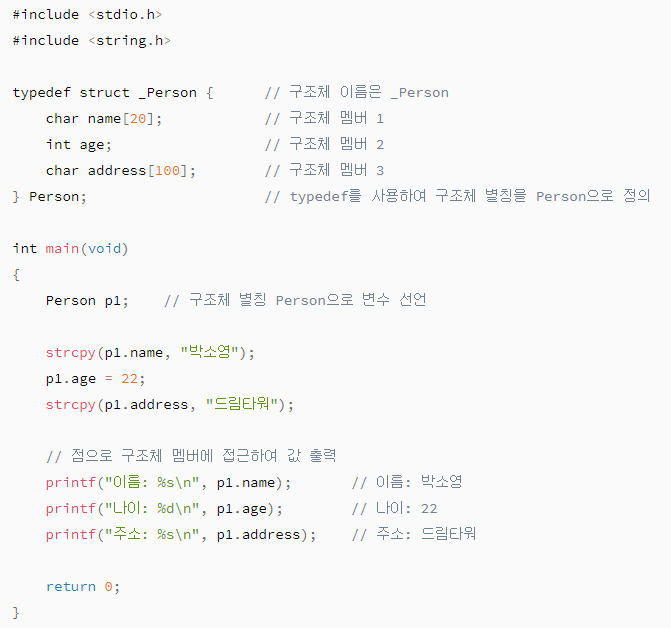 #include <stdio.h>
#include <string.h>
typedef struct _Person {      // 구조체 이름은 _Person
    char name[20];            // 구조체 멤버 1
    int age;                  // 구조체 멤버 2
    char address[100];        // 구조체 멤버 3
} Person;                     // typedef를 사용하여 구조체 별칭을 Person으로 정의
int main(void)
{
    Person p1;    // 구조체 별칭 Person으로 변수 선언
    strcpy(p1.name, "박소영");
    p1.age = 22;
    strcpy(p1.address, "드림타워");
    // 점으로 구조체 멤버에 접근하여 값 출력
    printf("이름: %s\n", p1.name);       // 이름: 박소영
    printf("나이: %d\n", p1.age);        // 나이: 22
    printf("주소: %s\n", p1.address);    // 주소: 드림타워
    return 0;
}